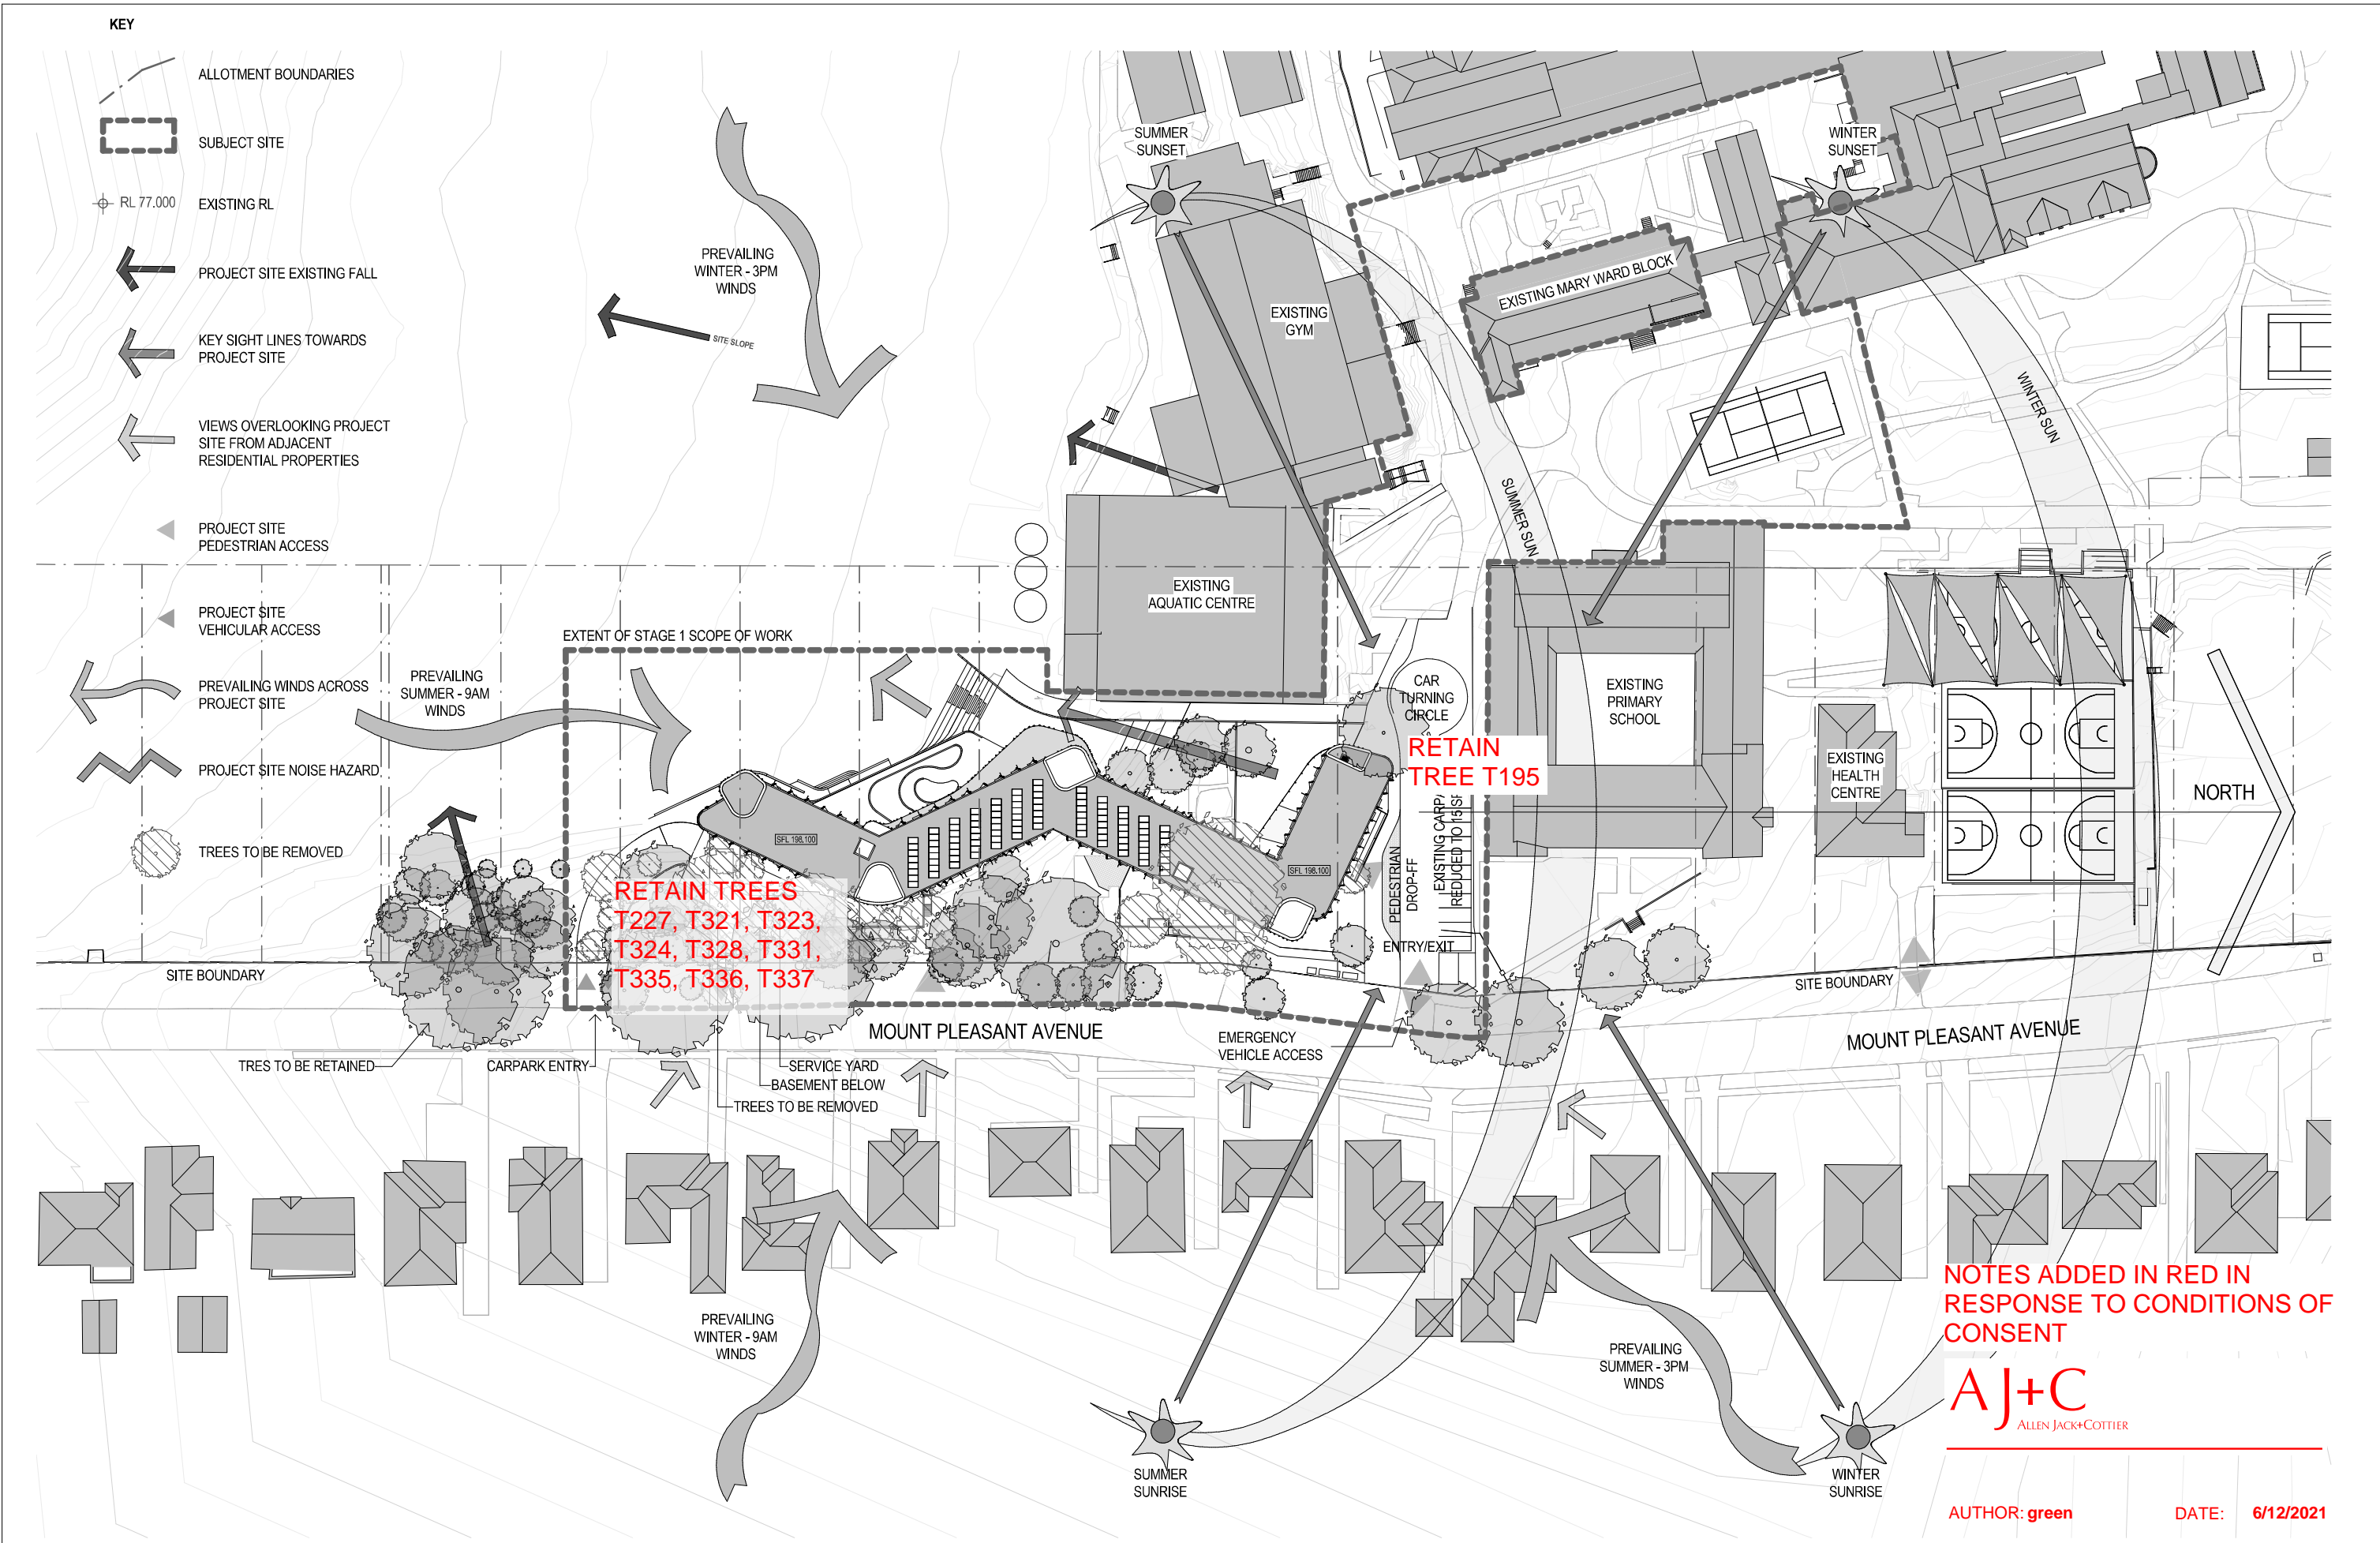 KEY
ALLOTMENT BOUNDARIES
SUBJECT SITE
RL 77.000
EXISTING RL
PROJECT SITE EXISTING FALL
KEY SIGHT LINES TOWARDS
PROJECT SITE
VIEWS OVERLOOKING PROJECT
SITE FROM ADJACENT
RESIDENTIAL PROPERTIES
PROJECT SITE
PEDESTRIAN ACCESS
PROJECT SITE
VEHICULAR ACCESS
PREVAILING WINDS ACROSS
PROJECT SITE
PROJECT SITE NOISE HAZARD
TREES TO BE REMOVED
PREVAILING
WINTER - 3PM
WINDS
SITE SLOPE
SUMMER
SUNSET
WINTER
SUNSET
EXISTING
GYM
EXISTING MARY WARD BLOCK
WINTER SUN
SUMMER SUN
EXISTING
AQUATIC CENTRE
EXTENT OF STAGE 1 SCOPE OF WORK
PREVAILING
SUMMER - 9AM
WINDS
CAR
TURNING
CIRCLE
EXISTING
PRIMARY
SCHOOL
RETAIN
TREE T195
EXISTING
HEALTH
CENTRE
NORTH
SFL 198.100
SFL 198.100
PEDESTRIAN
DROP-FF
EXISTING CARP
REDUCED TO 15
RETAIN TREES
T227, T321, T323,
T324, T328, T331,
T335, T336, T337
ENTRY/EXIT
SITE BOUNDARY
SITE BOUNDARY
MOUNT PLEASANT AVENUE
MOUNT PLEASANT AVENUE
EMERGENCY
VEHICLE ACCESS
TRES TO BE RETAINED
CARPARK ENTRY
SERVICE YARD
BASEMENT BELOW
TREES TO BE REMOVED
PREVAILING
WINTER - 9AM
WINDS
PREVAILING
SUMMER - 3PM
WINDS
SUMMER
SUNRISE
WINTER
SUNRISE
NOTES ADDED IN RED IN
RESPONSE TO CONDITIONS OF
CONSENT
AJ+C
ALLEN JACK+COTTIER
AUTHOR: green
DATE: 6/12/2021